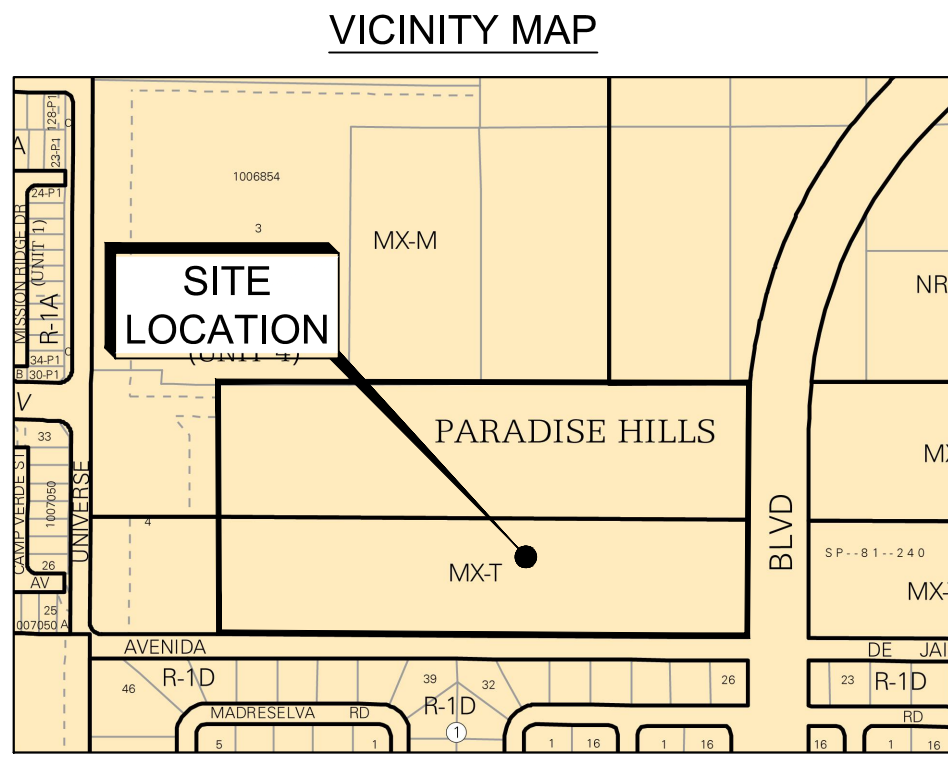 VICINITY MAP
128-P1
C
A
23-P1
24-P1
1006854
3
MX-M
NR
MISSION RIDGE DR
R-1A
(UNIT 1)
SITE
LOCATION
(UNIT 4)
34-P1
C
B
30-P1
V
PARADISE HILLS
33
MX
CAMP VERDE ST
1007050
UNIVERSE
4
BLVD
SP--81--240
26
AV
MX-T
MX-
25
007050 A
AVENIDA
DE JAI
46
R-1D
39
32
26
23
R-1D
R-1D
MADRESELVA RD
RD
1
5
1
1
16
1
16
16
1
16